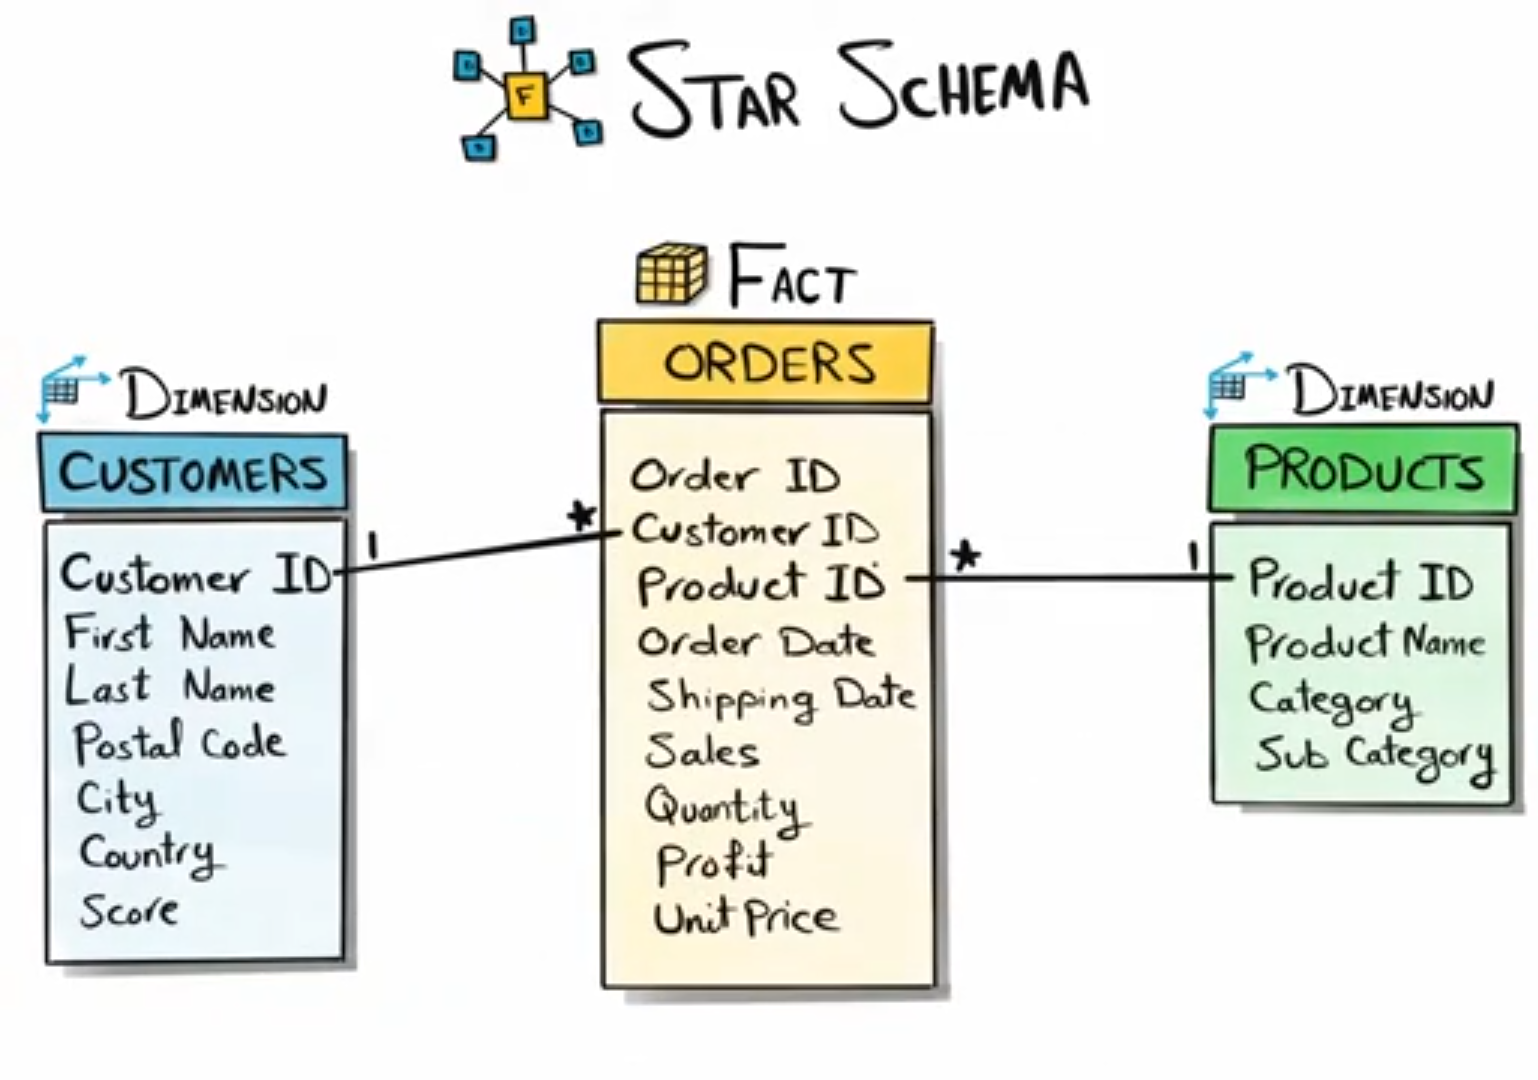 F
STAR SCHEMA
FACT
ORDERS
Order ID
Customer ID
Product ID
Order Date
Shipping Date
Sales
Quantity
Profit
Unit Price
DIMENSION
CUSTOMERS
Customer ID
First Name
Last Name
Postal Code
City
Country
Score
1
*
*
1
DIMENSION
PRODUCTS
Product ID
Product Name
Category
Sub Category